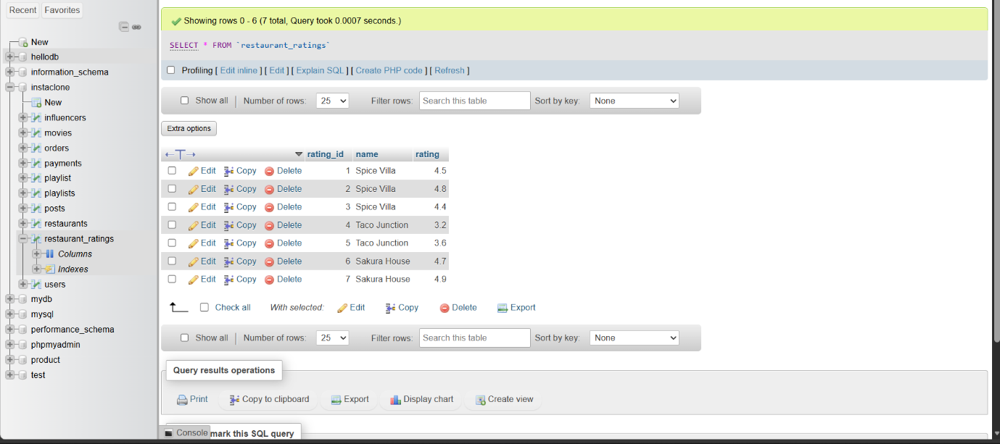 Recent Favorites
New
hellodb
information_schema
instaclone
New
influencers
movies
orders
payments
playlist
playlists
posts
restaurants
restaurant_ratings
Columns
Indexes
users
mydb
mysql
performance_schema
phpmyadmin
product
test
Showing rows 0 - 6 (7 total, Query took 0.0007 seconds.)
SELECT * FROM `restaurant_ratings`
Profiling [ Edit inline ] [ Edit ] [ Explain SQL ] [ Create PHP code ] [ Refresh ]
Show all Number of rows: 25 Filter rows: Search this table Sort by key: None
Extra options
rating_id name rating
Edit Copy Delete 1 Spice Villa 4.5
Edit Copy Delete 2 Spice Villa 4.8
Edit Copy Delete 3 Spice Villa 4.4
Edit Copy Delete 4 Taco Junction 3.2
Edit Copy Delete 5 Taco Junction 3.6
Edit Copy Delete 6 Sakura House 4.7
Edit Copy Delete 7 Sakura House 4.9
Check all With selected: Edit Copy Delete Export
Show all Number of rows: 25 Filter rows: Search this table Sort by key: None
Query results operations
Print Copy to clipboard Export Display chart Create view
Console mark this SQL query